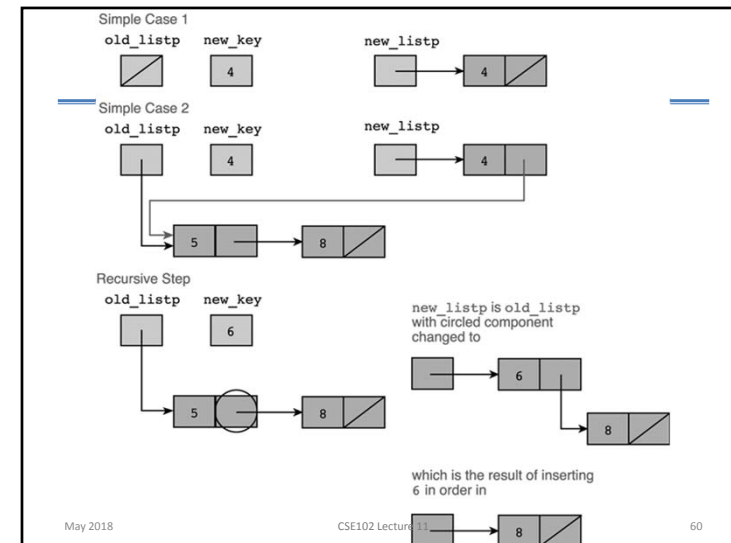 Simple Case 1
old_listp new_key new_listp
4 4
Simple Case 2
old_listp new_key new_listp
4 4
5 8
Recursive Step
old_listp new_key
6
5 8
new_listp is old_listp
with circled component
changed to
6
8
which is the result of inserting
6 in order in
8
May 2018 CSE102 Lecture 11 60